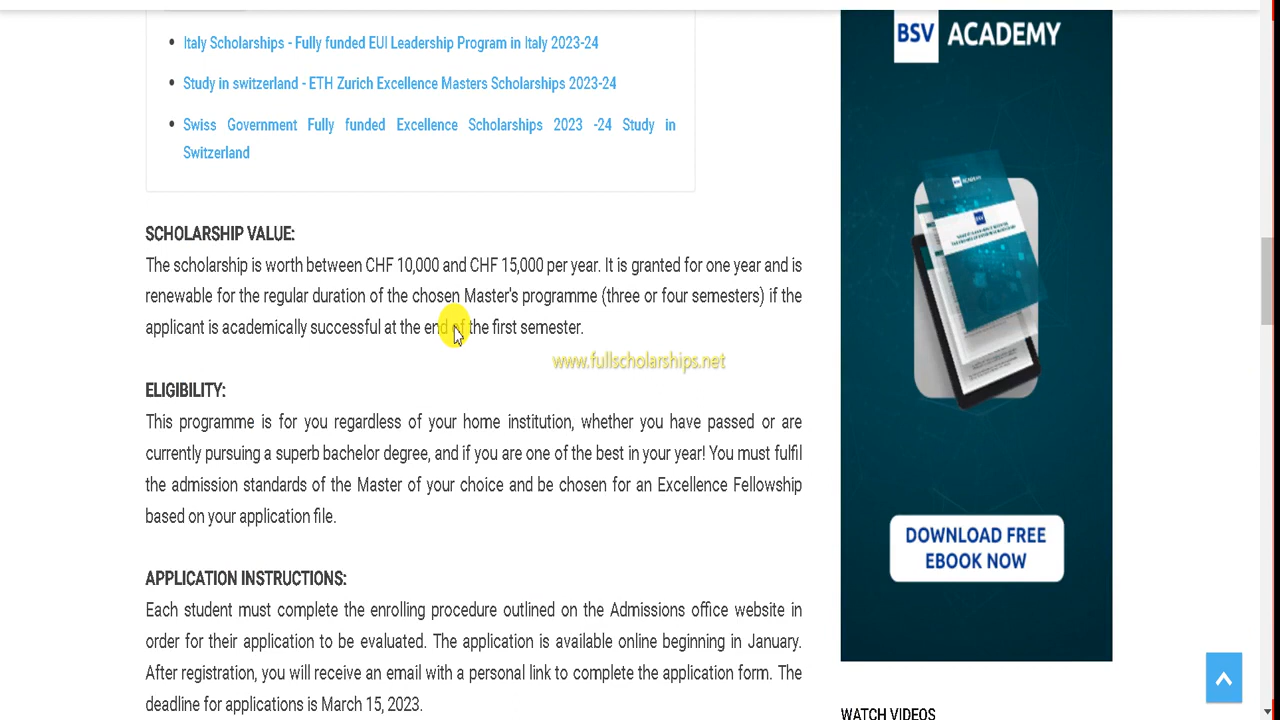 Italy Scholarships - Fully funded EUI Leadership Program in Italy 2023-24
Study in switzerland - ETH Zurich Excellence Masters Scholarships 2023-24
Swiss Government Fully funded Excellence Scholarships 2023 -24 Study in
Switzerland
SCHOLARSHIP VALUE:
The scholarship is worth between CHF 10,000 and CHF 15,000 per year. It is granted for one year and is
renewable for the regular duration of the chosen Master's programme (three or four semesters) if the
applicant is academically successful at the end of the first semester.
www.fullscholarships.net
ELIGIBILITY:
This programme is for you regardless of your home institution, whether you have passed or are
currently pursuing a superb bachelor degree, and if you are one of the best in your year! You must fulfil
the admission standards of the Master of your choice and be chosen for an Excellence Fellowship
based on your application file.
APPLICATION INSTRUCTIONS:
Each student must complete the enrolling procedure outlined on the Admissions office website in
order for their application to be evaluated. The application is available online beginning in January.
After registration, you will receive an email with a personal link to complete the application form. The
deadline for applications is March 15, 2023.
BSV ACADEMY
BSV ACADEMY
BSV
DOWNLOAD FREE
EBOOK NOW
WATCH VIDEOS